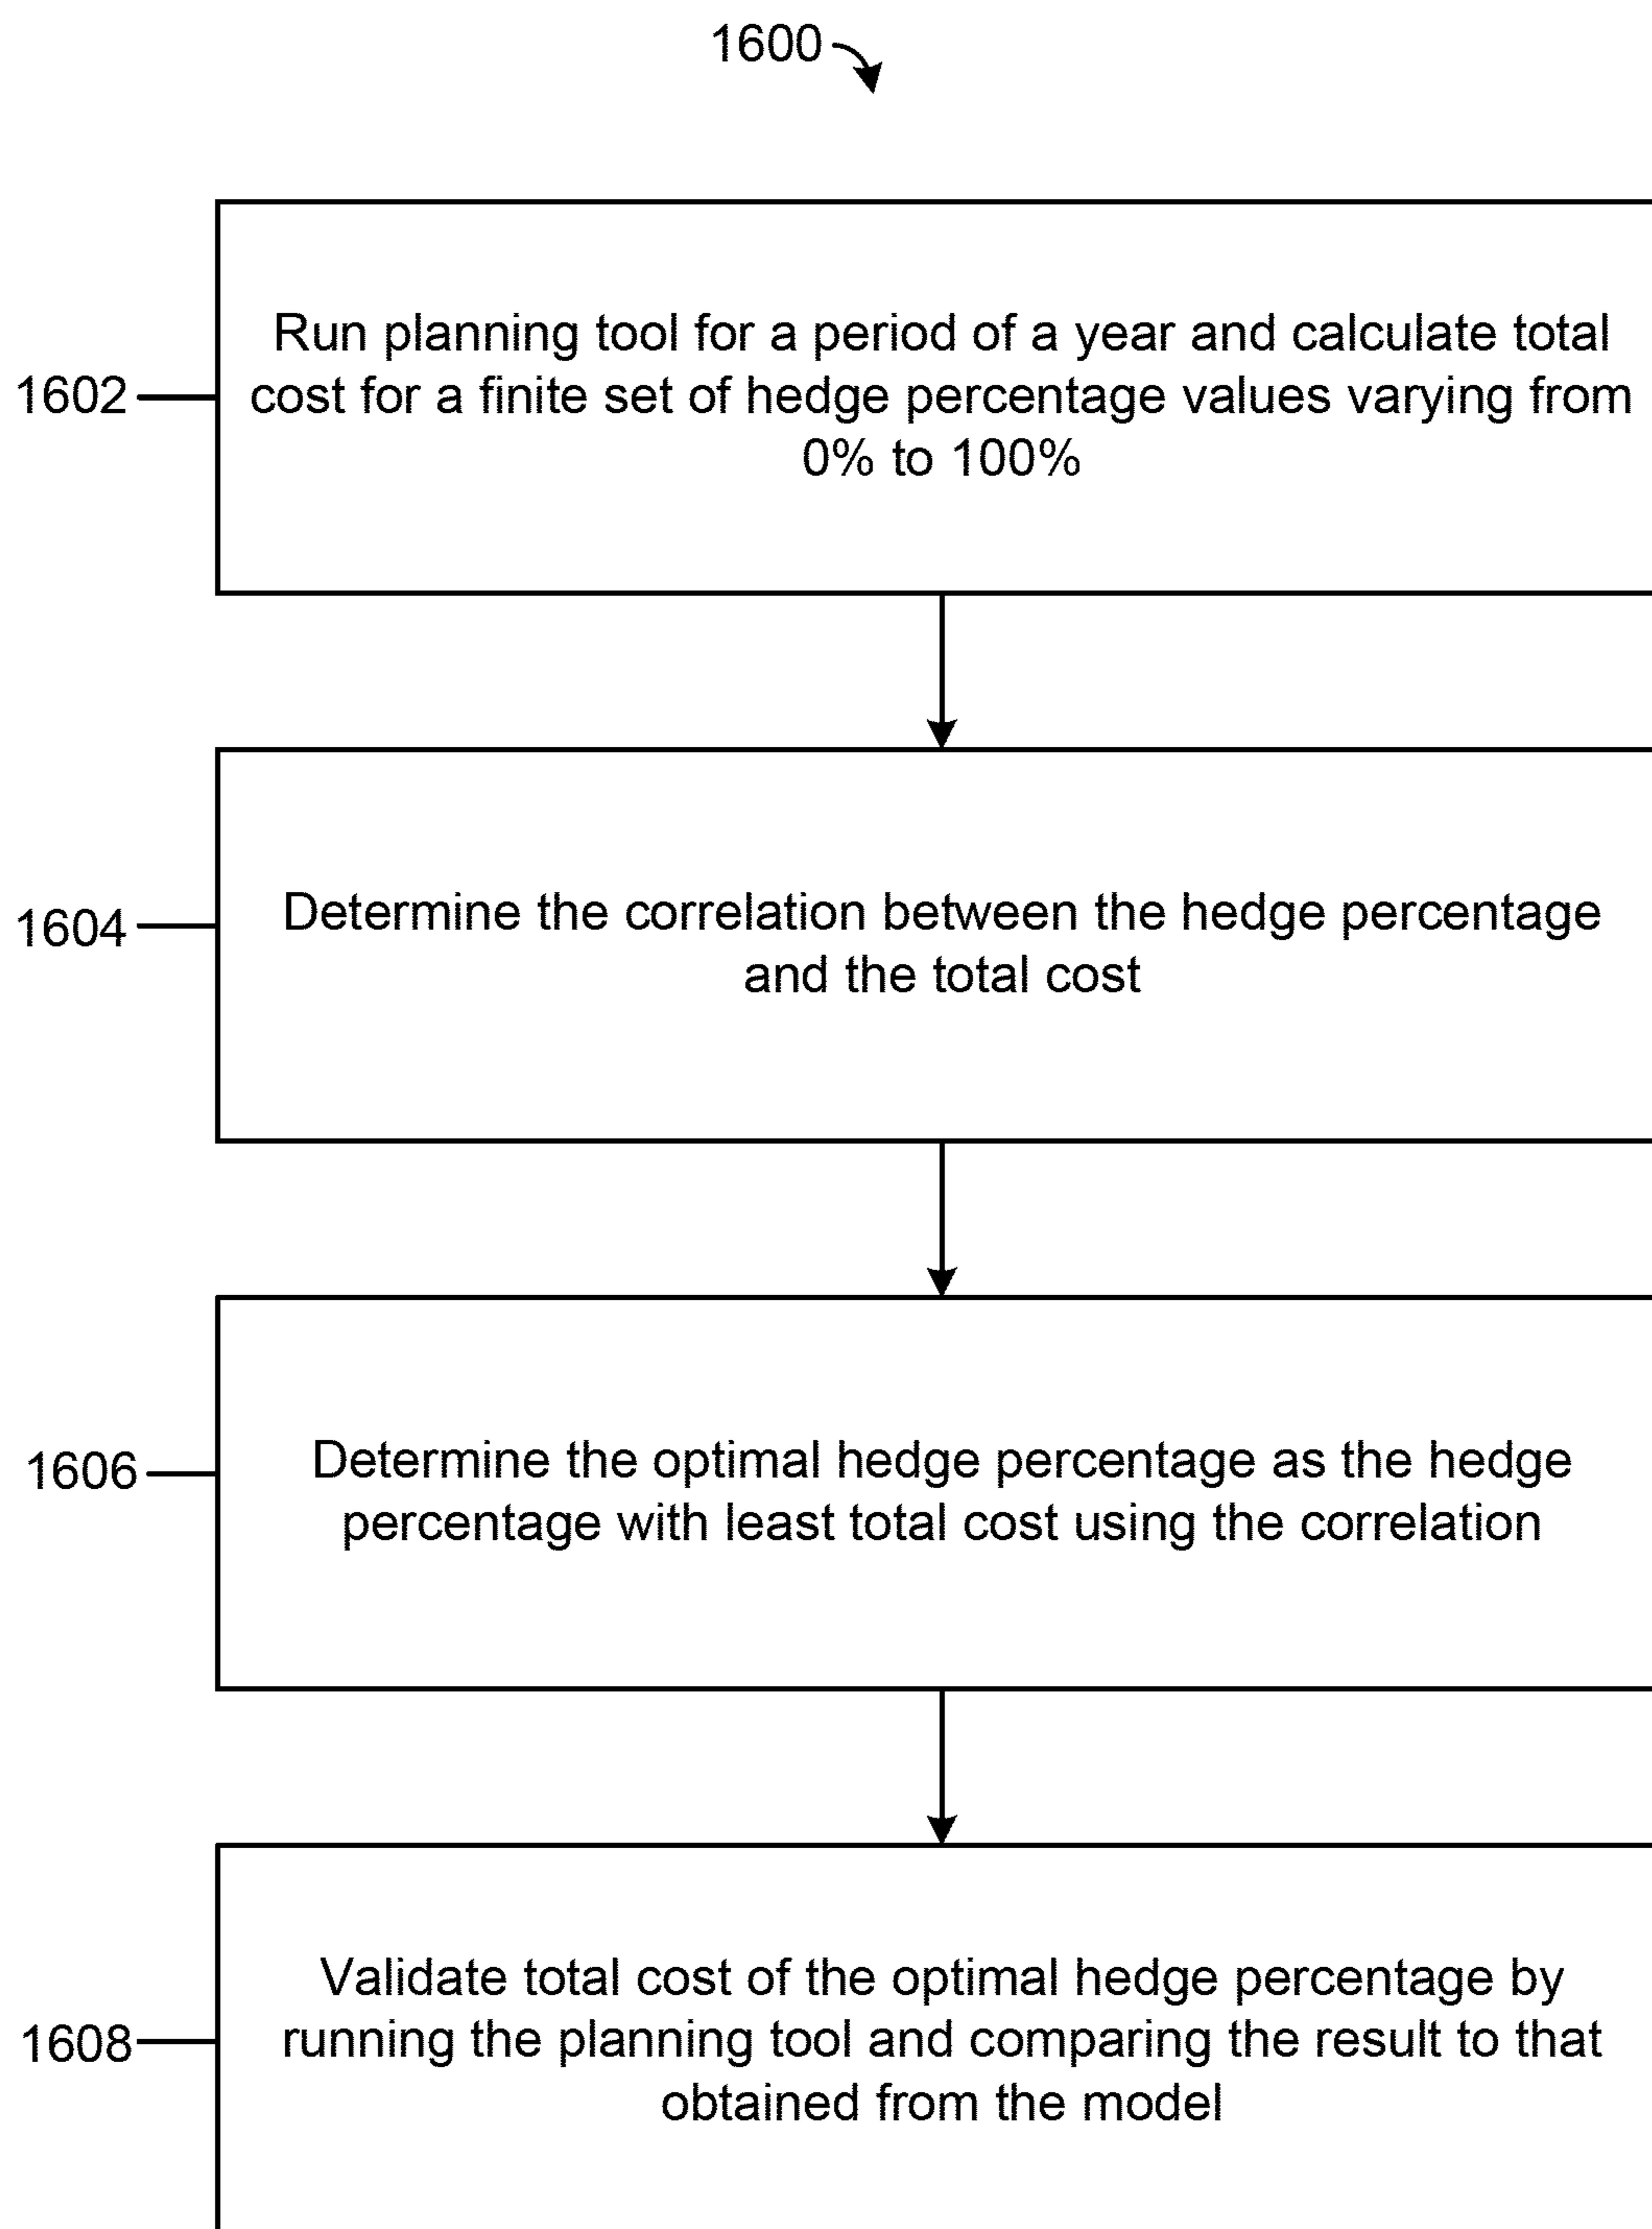 1600
Run planning tool for a period of a year and calculate total
1602
cost for a finite set of hedge percentage values varying from
0% to 100%
1604
Determine the correlation between the hedge percentage
and the total cost
1606
Determine the optimal hedge percentage as the hedge
percentage with least total cost using the correlation
1608
Validate total cost of the optimal hedge percentage by
running the planning tool and comparing the result to that
obtained from the model